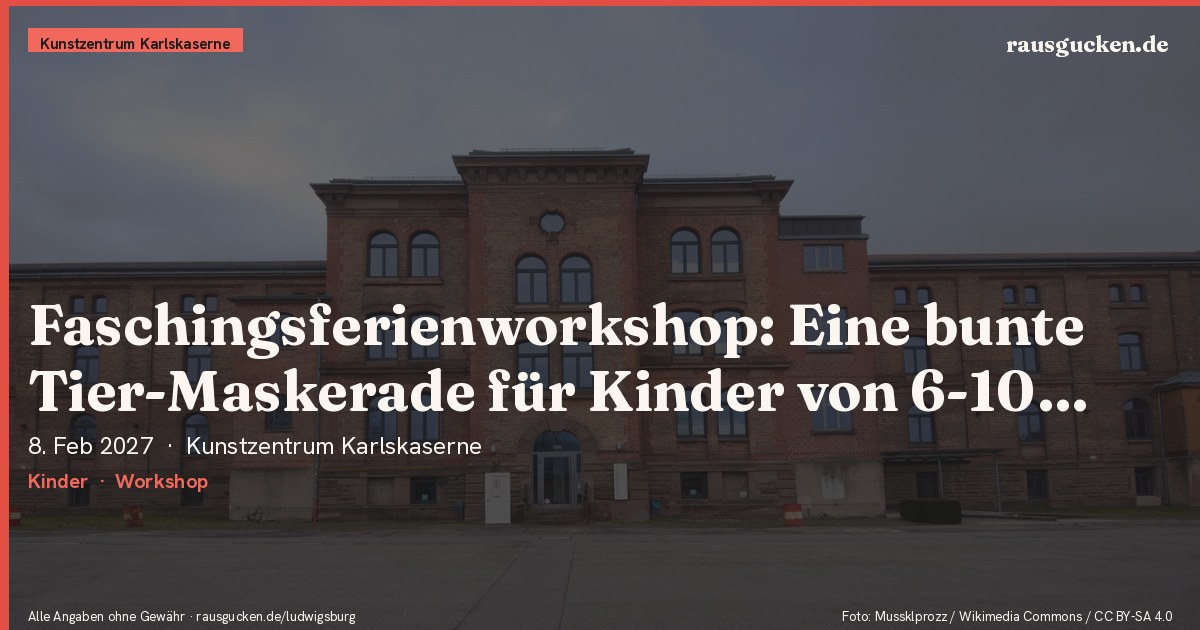 Kunstzentrum Karlskaserne
rausgucken.de
Faschingsferienworkshop: Eine bunte
Tier-Maskerade für Kinder von 6-10...
8. Feb 2027 · Kunstzentrum Karlskaserne
Kinder · Workshop
Alle Angaben ohne Gewähr · rausgucken.de/ludwigsburg
Foto: Mussklprozz / Wikimedia Commons / CC BY-SA 4.0